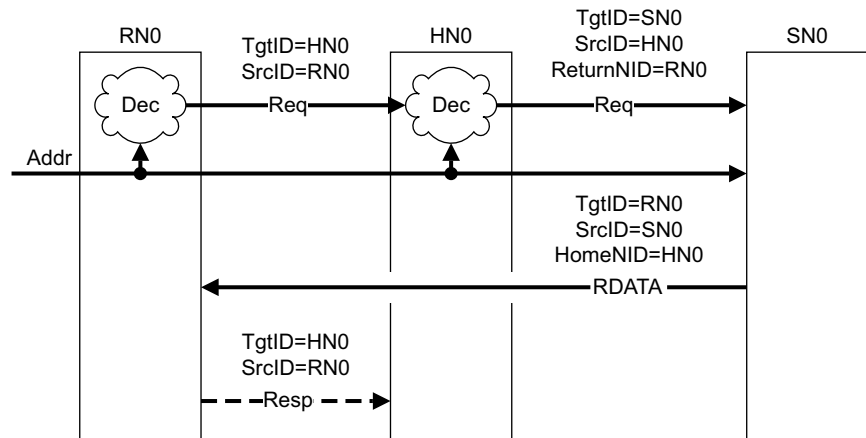 RN0
TgtID=HN0
SrcID=RN0
HN0
TgtID=SN0
SrcID=HN0
ReturnNID=RN0
SN0
Dec
Req
Dec
Req
Addr
TgtID=RN0
SrcID=SN0
HomeNID=HN0
RDATA
TgtID=HN0
SrcID=RN0
Resp